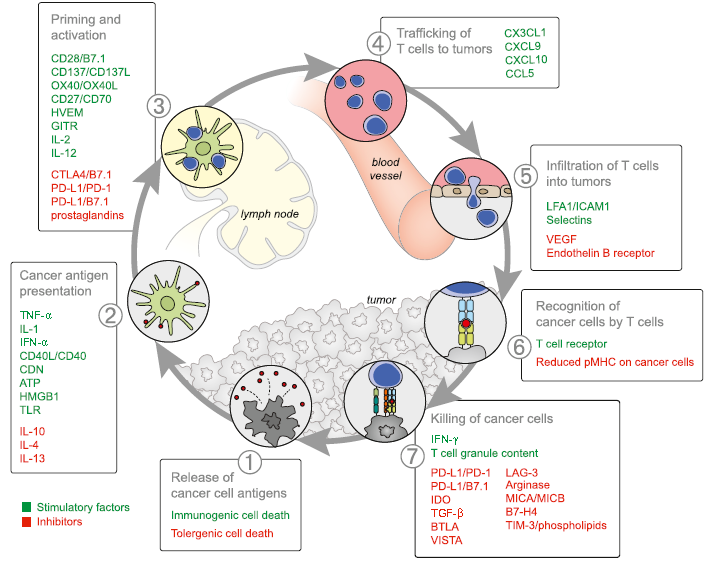 Priming and
activation
CD28/B7.1
CD137/CD137L
OX40/OX40L
CD27/CD70
HVEM
GITR
IL-2
IL-12
CTLA4/B7.1
PD-L1/PD-1
PD-L1/B7.1
prostaglandins
3
4
Trafficking of
T cells to tumors
CX3CL1
CXCL9
CXCL10
CCL5
blood
vessel
lymph node
5
Infiltration of T cells
into tumors
LFA1/ICAM1
Selectins
VEGF
Endothelin B receptor
Cancer antigen
presentation
2
TNF-α
IL-1
IFN-α
CD40L/CD40
CDN
ATP
HMGB1
TLR
IL-10
IL-4
IL-13
tumor
6
Recognition of
cancer cells by T cells
T cell receptor
Reduced pMHC on cancer cells
1
Release of
cancer cell antigens
Immunogenic cell death
Tolergenic cell death
7
Killing of cancer cells
IFN-γ
T cell granule content
PD-L1/PD-1
PD-L1/B7.1
IDO
TGF-β
BTLA
VISTA
LAG-3
Arginase
MICA/MICB
B7-H4
TIM-3/phospholipids
Stimulatory factors
Inhibitors